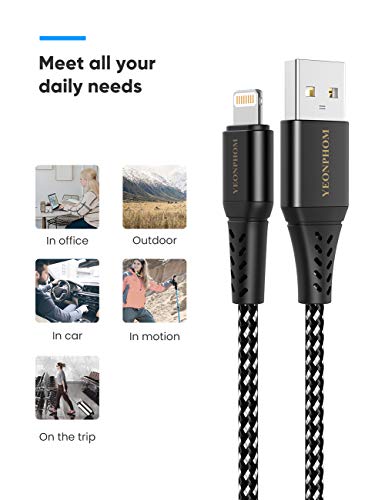 Meet all your
daily needs
YEONPHOM
YEONPHOM
In office
Outdoor
In car
In motion
On the trip